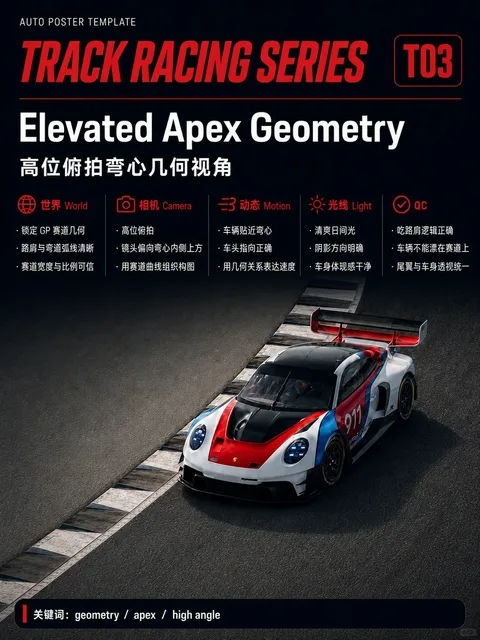 AUTO POSTER TEMPLATE
TRACK RACING SERIES
T03
Elevated Apex Geometry
高位俯拍弯心几何视角
世界 World
· 锁定 GP 赛道几何
· 路肩与弯道弧线清晰
· 赛道宽度与比例可信
相机 Camera
· 高位俯拍
· 镜头偏向弯心内侧上方
· 用赛道曲线组织构图
动态 Motion
· 车辆贴近弯心
· 车头指向正确
· 用几何关系表达速度
光线 Light
· 清爽日间光
· 阴影方向明确
· 车身体现感干净
QC
· 吃路肩逻辑正确
· 车辆不能漂在赛道上
· 尾翼与车身透视统一
911
关键词：geometry / apex / high angle